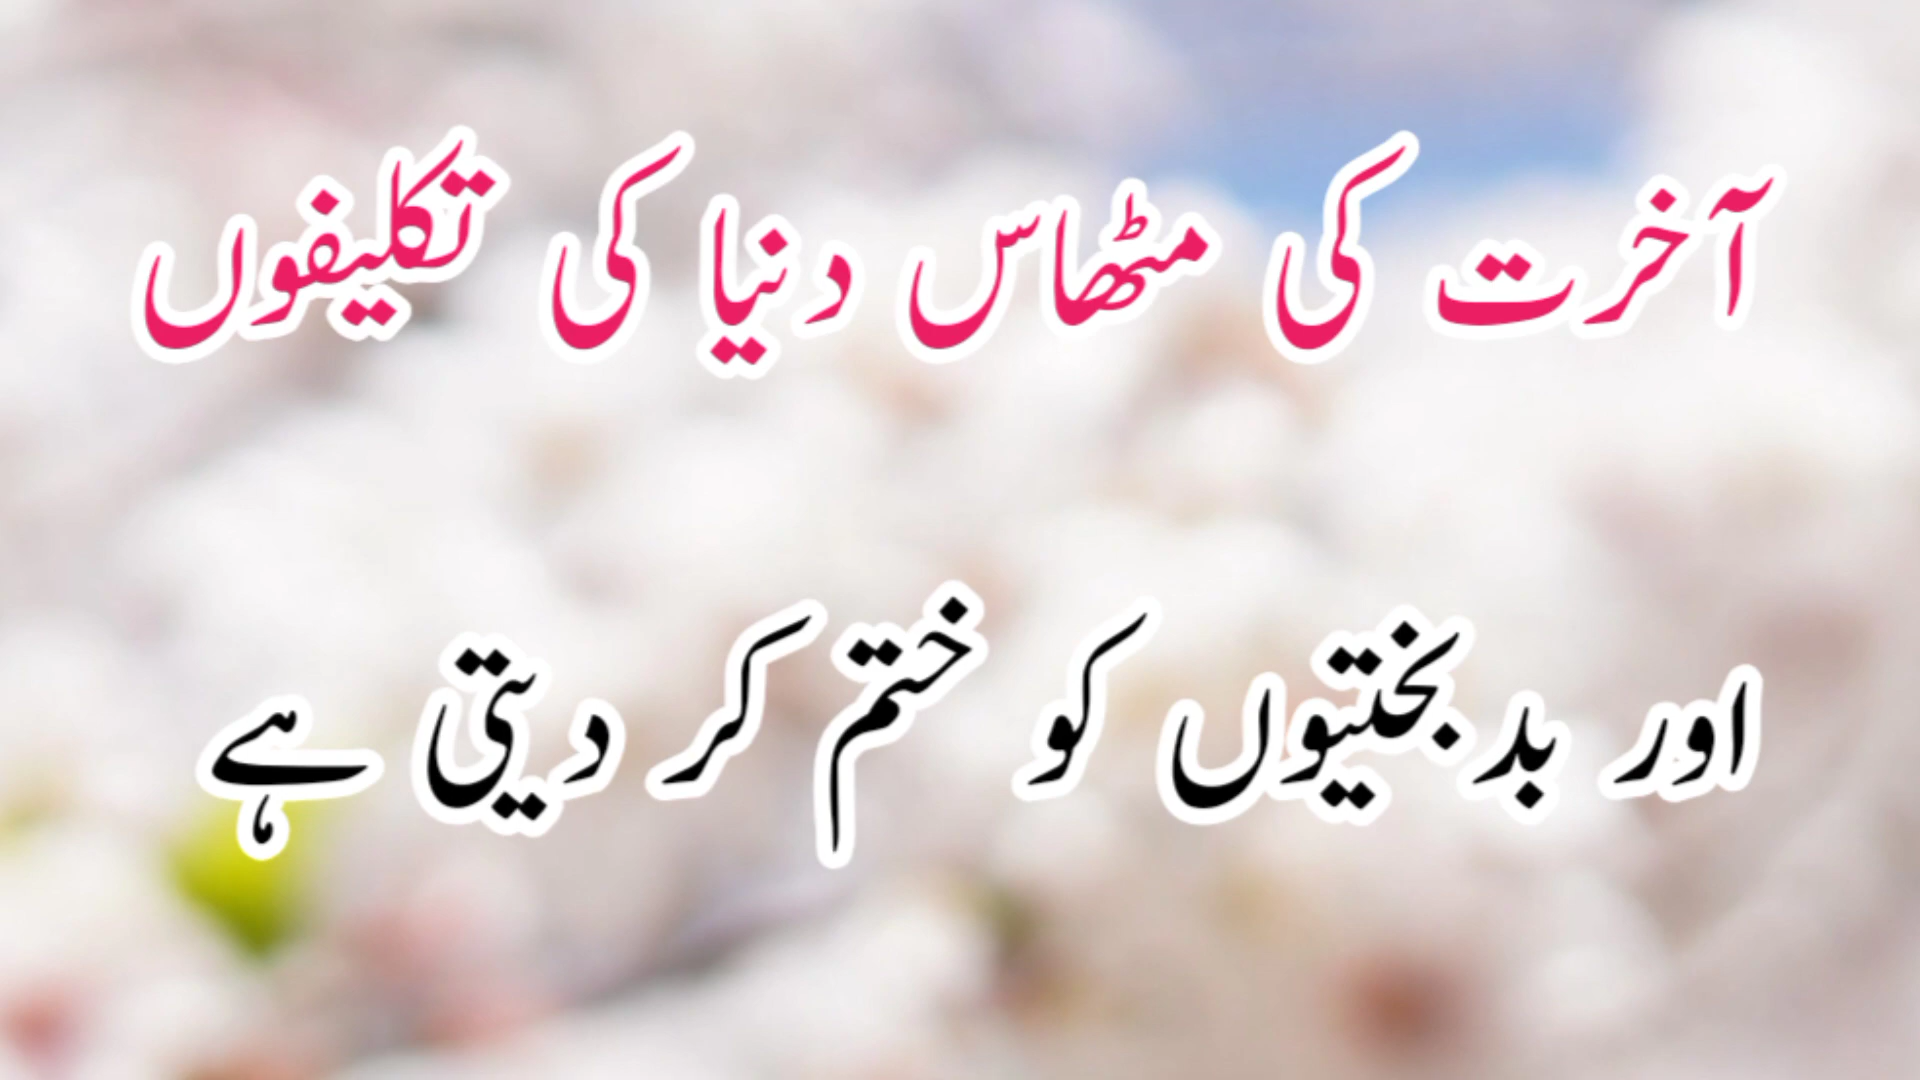 آخرت کی مٹھاس دنیا کی تکلیفوں
اور بدبختیوں کو ختم کر دیتی ہے